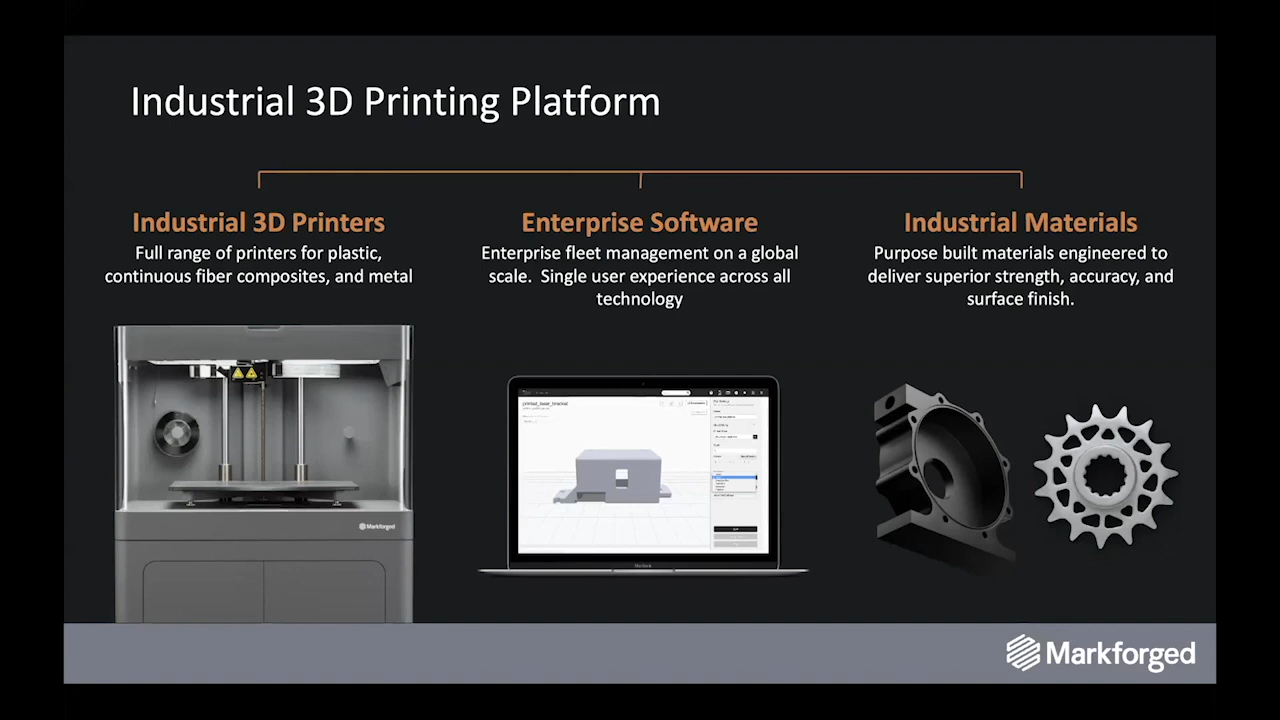 Industrial 3D Printing Platform
Industrial 3D Printers
Full range of printers for plastic,
continuous fiber composites, and metal
Enterprise Software
Enterprise fleet management on a global
scale. Single user experience across all
technology
Industrial Materials
Purpose built materials engineered to
deliver superior strength, accuracy, and
surface finish.
Markforged
MacBook
Markforged